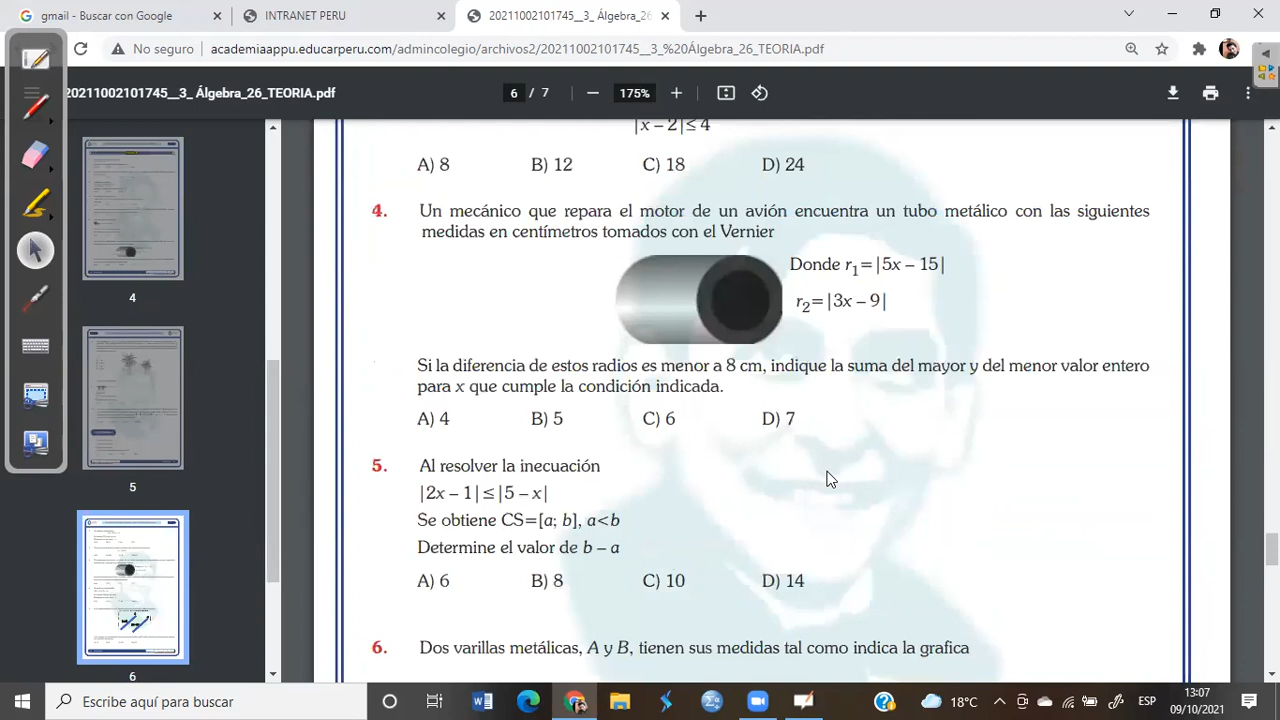 gmail - Buscar con Google
INTRANET PERU
20211002101745__3_ Álgebra_26
No seguro
academiaappu.educarperu.com/admincolegio/archivos2/20211002101745__3_%20Álgebra_26_TEORIA.pdf
20211002101745__3_ Álgebra_26_TEORIA.pdf
6 / 7
175%
|x – 2| ≤ 4
A) 8 B) 12 C) 18 D) 24
4. Un mecánico que repara el motor de un avión encuentra un tubo metálico con las siguientes
medidas en centímetros tomados con el Vernier
Donde r1=|5x – 15|
r2=|3x – 9|
Si la diferencia de estos radios es menor a 8 cm, indique la suma del mayor y del menor valor entero
para x que cumple la condición indicada.
A) 4 B) 5 C) 6 D) 7
5. Al resolver la inecuación
|2x – 1| ≤ |5 – x|
Se obtiene CS=[a; b], a<b
Determine el valor de b – a
A) 6 B) 8 C) 10 D) 14
6. Dos varillas metálicas, A y B, tienen sus medidas tal como indica la grafica
4
5
6
Escribe aquí para buscar
18°C
ESP
13:07
09/10/2021